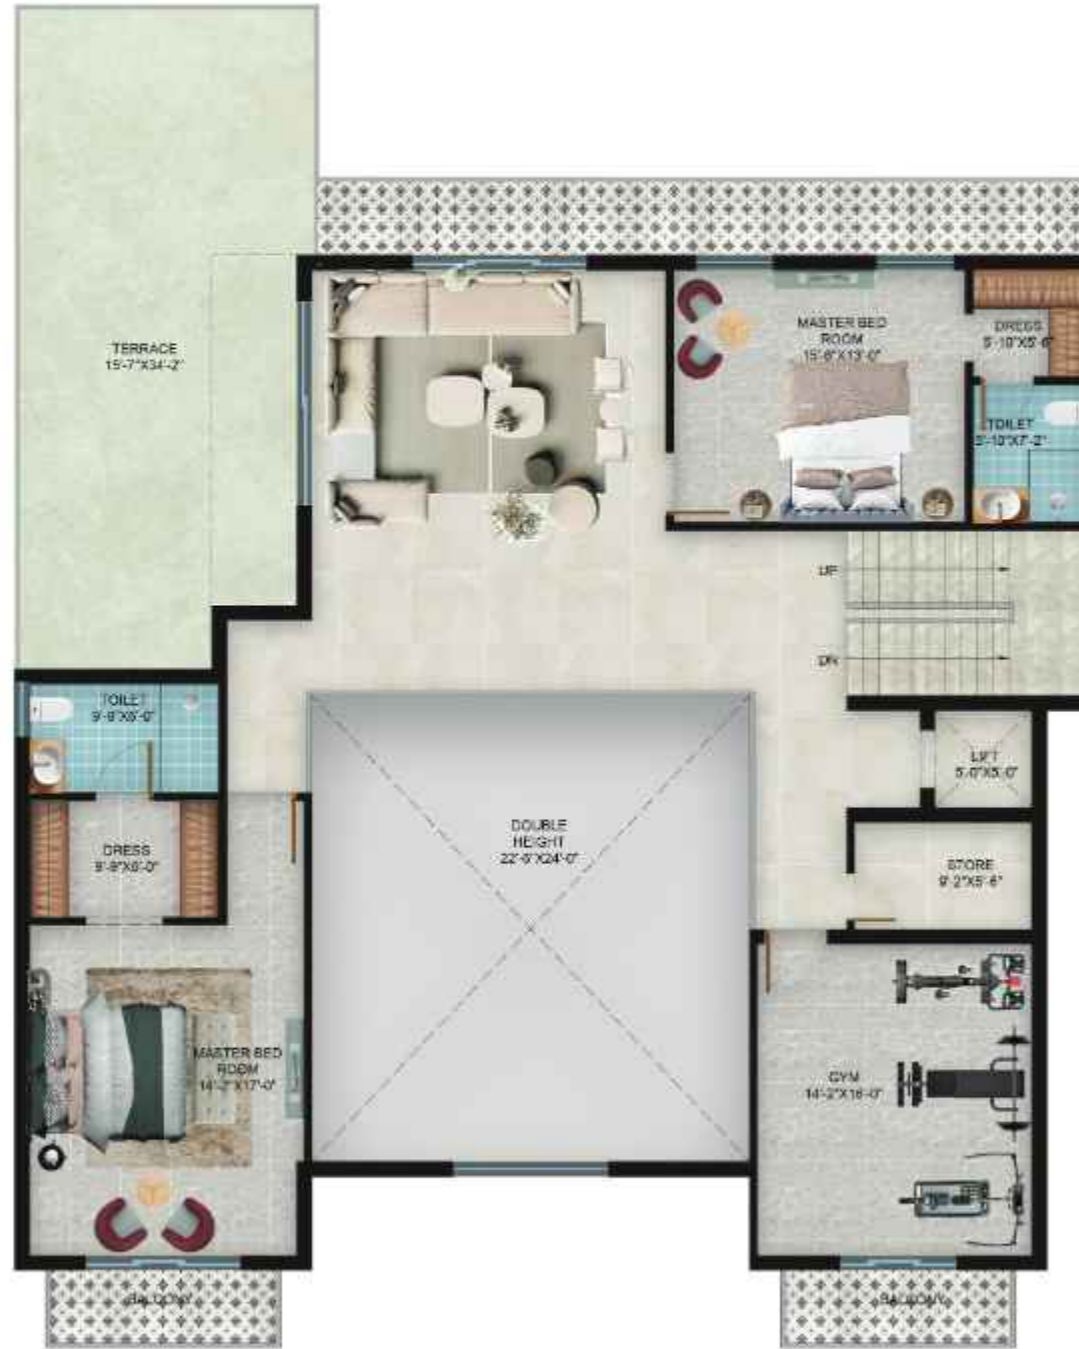 TERRACE
15'-7"X34'-2"
MASTER BED
ROOM
15'-6"X13'-0"
DRESS
5'-10"X5'-6"
TOILET
5'-10"X7'-2"
UP
DN
TOILET
9'-9"X6'-0"
LIFT
5'-0"X5'-0"
DOUBLE
HEIGHT
22'-6"X24'-0"
DRESS
9'-9"X6'-0"
STORE
9'-2"X5'-6"
MASTER BED
ROOM
14'-2"X17'-0"
GYM
14'-2"X16'-0"
BALCONY
BALCONY